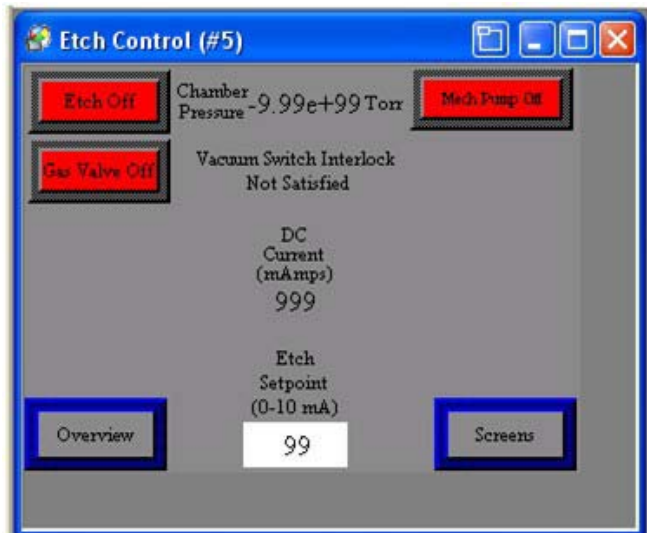 Etch Control (#5)
Etch Off
Chamber
Pressure -9.99e+99 Torr
Mech Pump Off
Gas Valve Off
Vacuum Switch Interlock
Not Satisfied
DC
Current
(mAmps)
999
Etch
Setpoint
(0-10 mA)
99
Overview
Screens